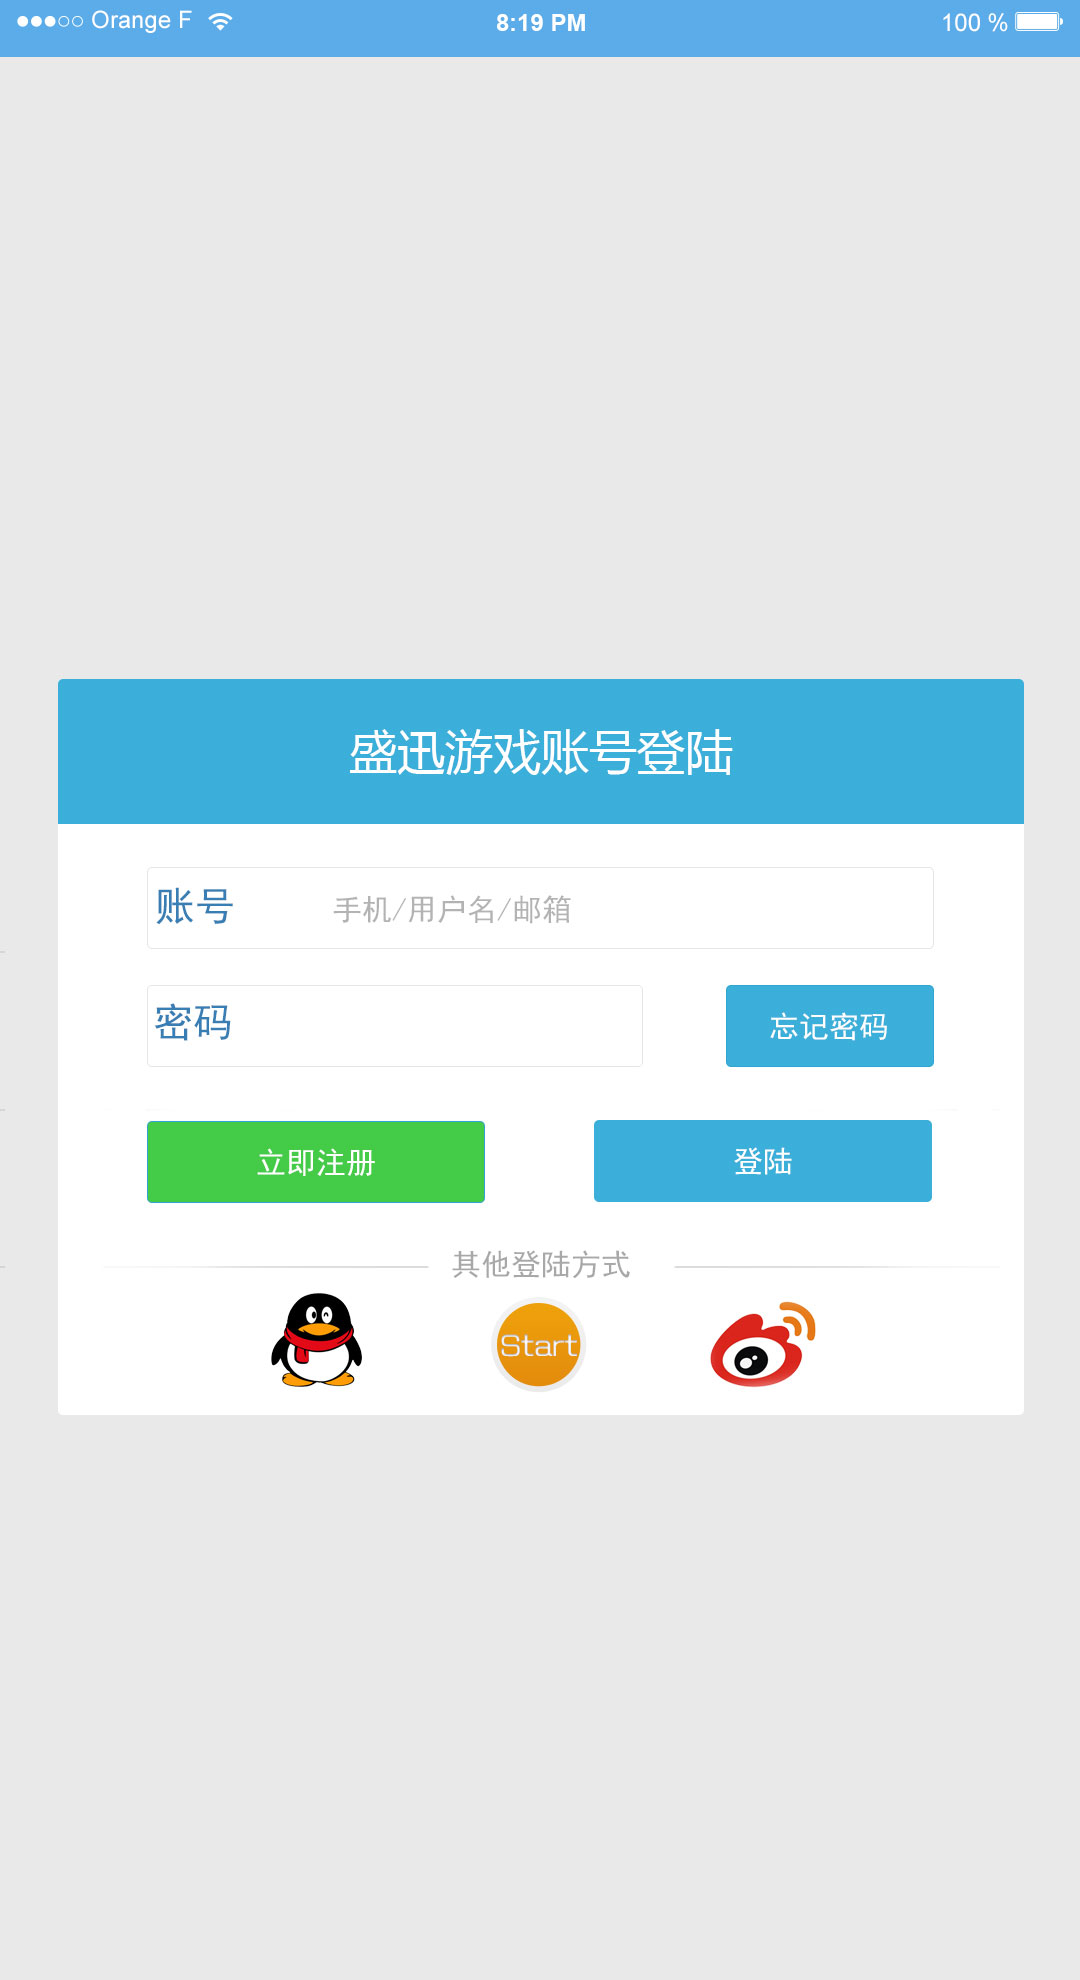 Orange F
8:19 PM
100 %
盛迅游戏账号登陆
账号 手机/用户名/邮箱
密码
忘记密码
立即注册
登陆
其他登陆方式
Start